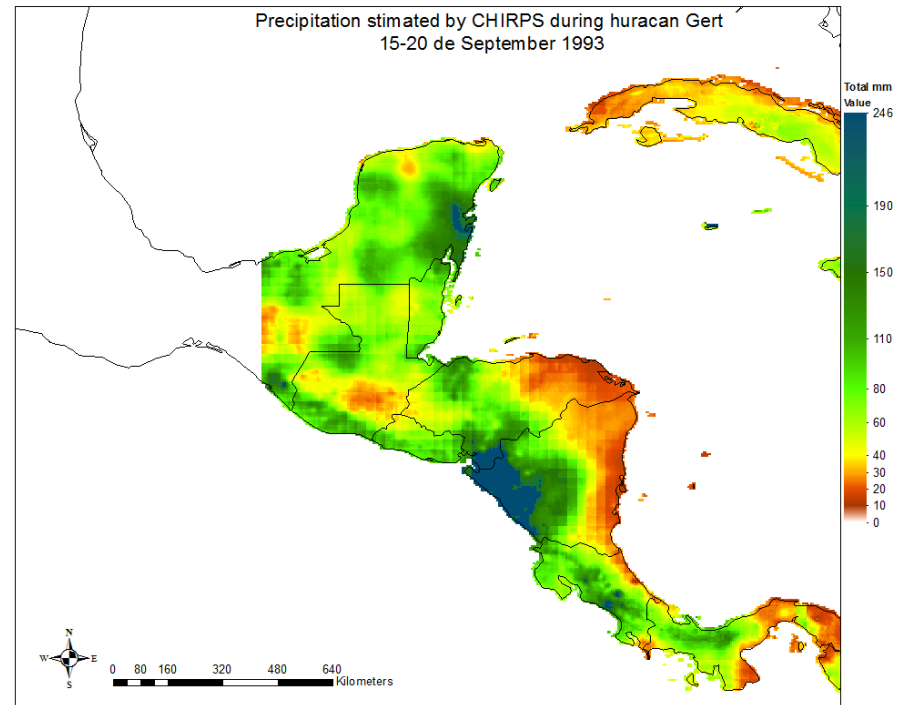 Precipitation stimated by CHIRPS during huracan Gert
15-20 de September 1993
Total mm
Value
246
190
150
110
80
60
40
30
20
10
0
N
W E
S
0 80 160 320 480 640
Kilometers